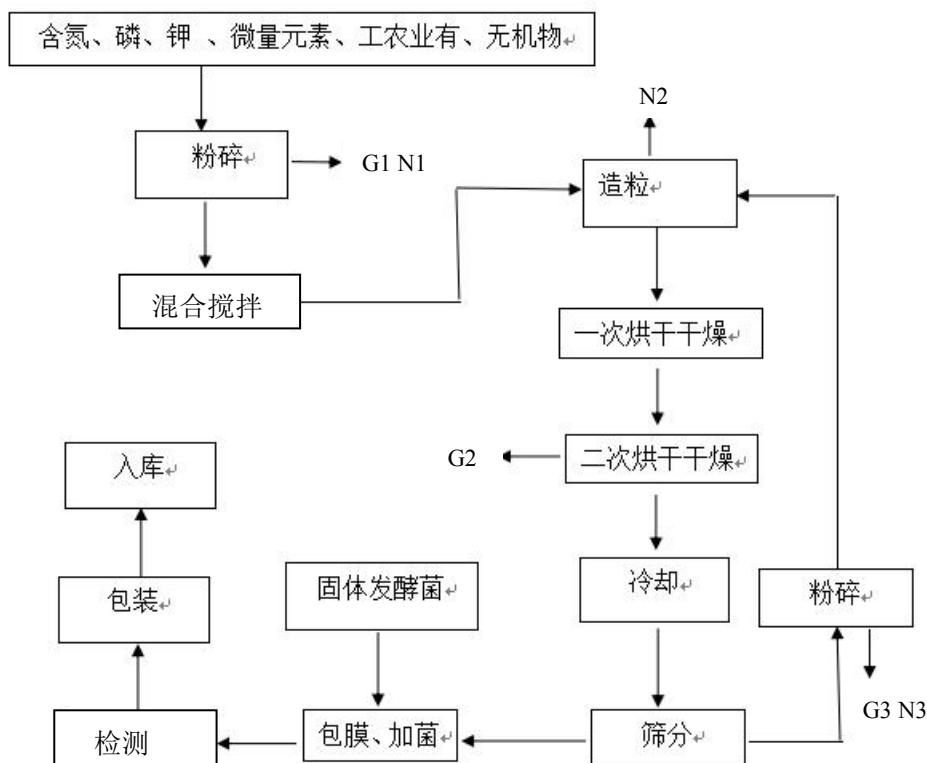 含氮、磷、钾 、微量元素、工农业有、无机物
N2
粉碎
G1 N1
造粒
混合搅拌
一次烘干干燥
G2
二次烘干干燥
入库
冷却
固体发酵菌
粉碎
包装
G3 N3
检测
包膜、加菌
筛分